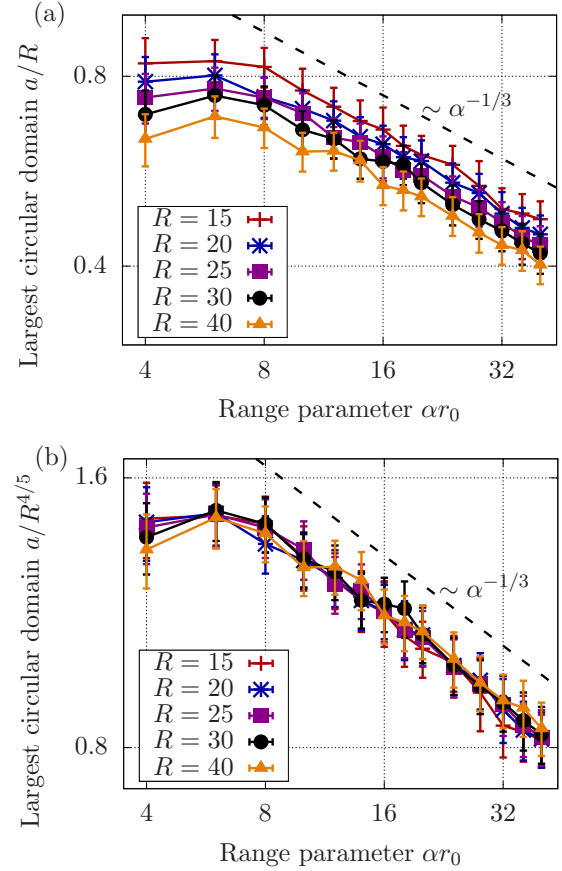 (a)
Largest circular domain a/R
0.8
0.4
~ α^{-1/3}
R = 15
R = 20
R = 25
R = 30
R = 40
4 8 16 32
Range parameter αr₀
(b)
Largest circular domain a/R^{4/5}
1.6
0.8
~ α^{-1/3}
R = 15
R = 20
R = 25
R = 30
R = 40
4 8 16 32
Range parameter αr₀